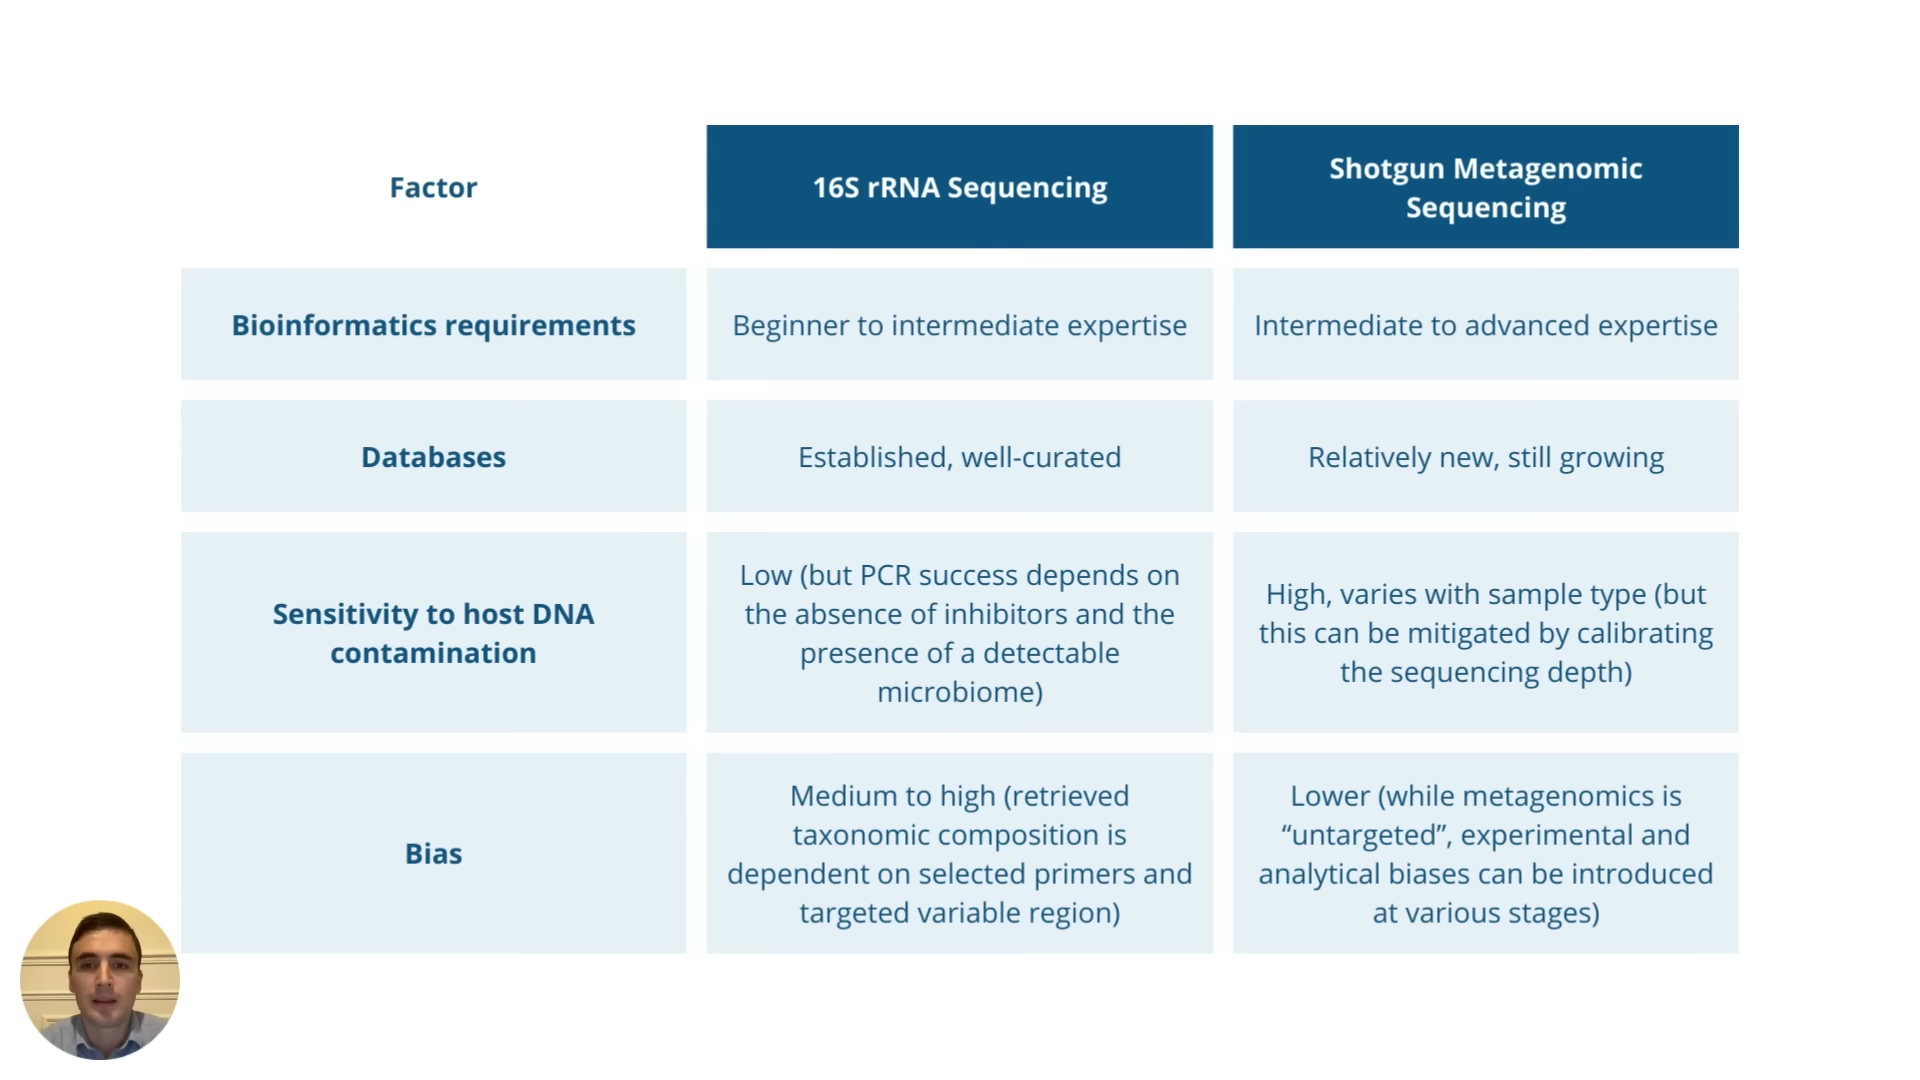 Factor
16S rRNA Sequencing
Shotgun Metagenomic
Sequencing
Bioinformatics requirements
Beginner to intermediate expertise
Intermediate to advanced expertise
Databases
Established, well-curated
Relatively new, still growing
Sensitivity to host DNA
contamination
Low (but PCR success depends on
the absence of inhibitors and the
presence of a detectable
microbiome)
High, varies with sample type (but
this can be mitigated by calibrating
the sequencing depth)
Bias
Medium to high (retrieved
taxonomic composition is
dependent on selected primers and
targeted variable region)
Lower (while metagenomics is
“untargeted”, experimental and
analytical biases can be introduced
at various stages)